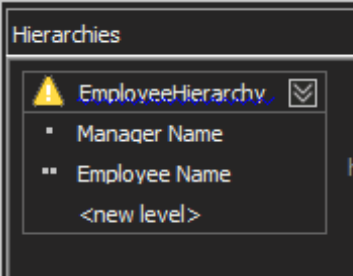 Hierarchies
EmployeeHierarchy
Manager Name
Employee Name
<new level>